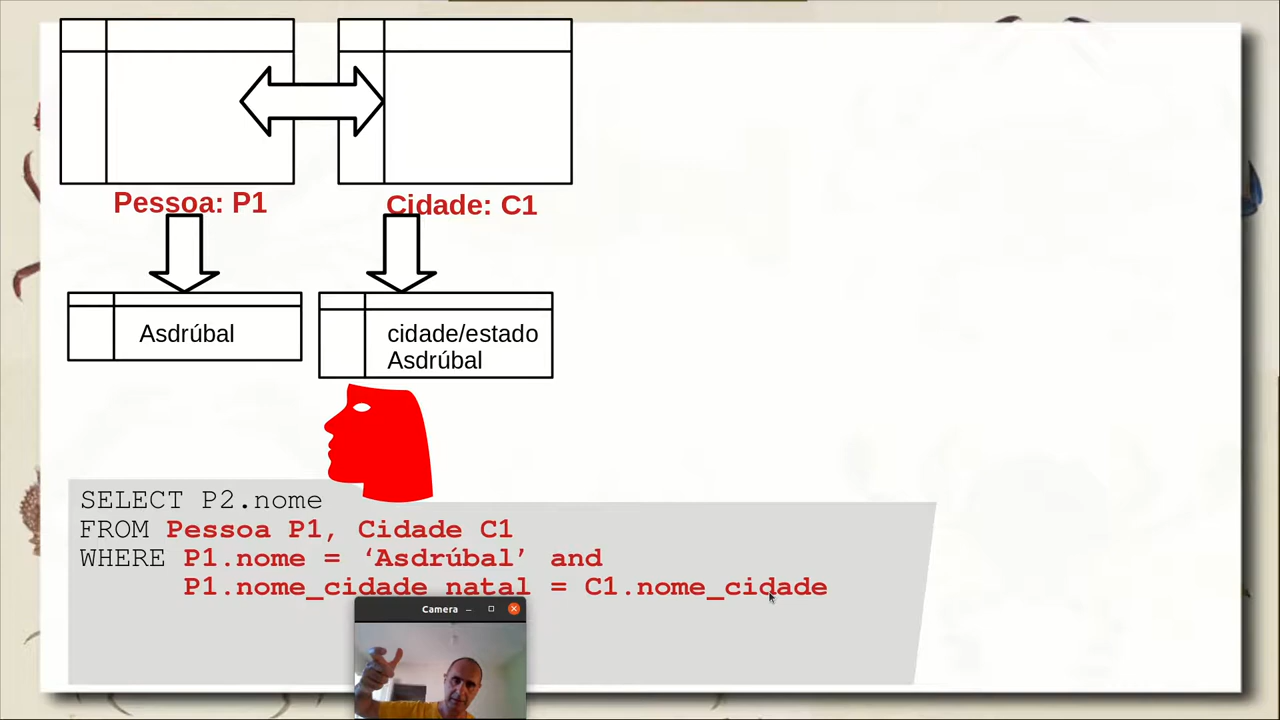 Pessoa: P1
Cidade: C1
Asdrúbal
cidade/estado
Asdrúbal
SELECT P2.nome
FROM Pessoa P1, Cidade C1
WHERE P1.nome = ‘Asdrúbal’ and
P1.nome_cidade_natal = C1.nome_cidade
Camera